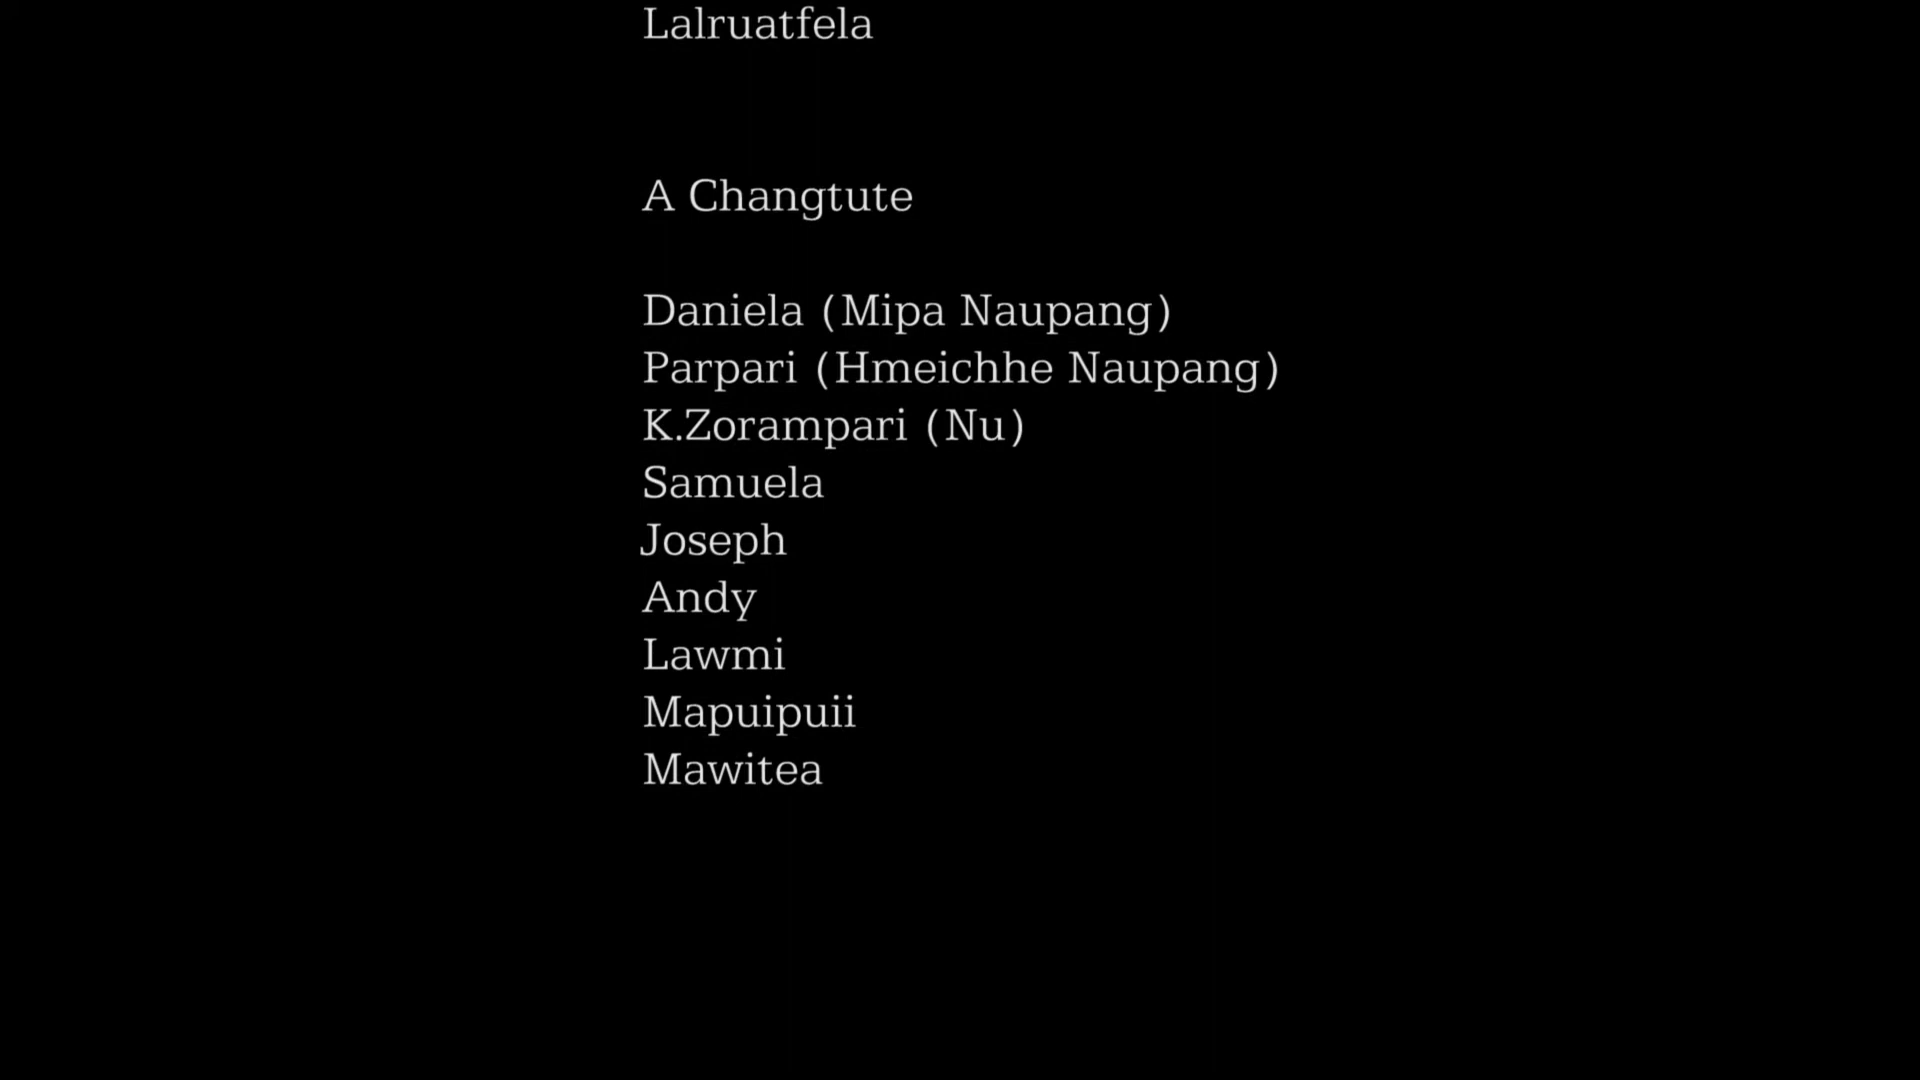 Lalruatfela
A Changtute
Daniela (Mipa Naupang)
Parpari (Hmeichhe Naupang)
K.Zorampari (Nu)
Samuela
Joseph
Andy
Lawmi
Mapuipuii
Mawitea